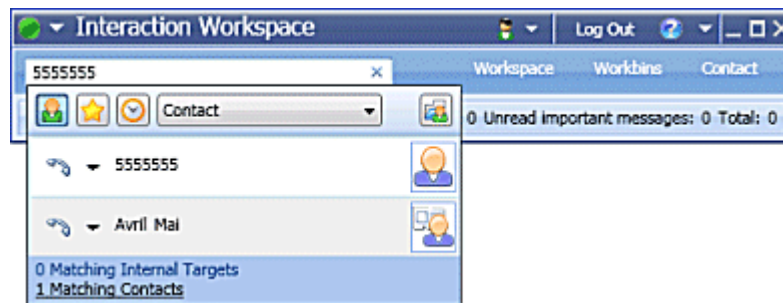 Interaction Workspace Log Out
5555555 Workspace Workbins Contact
Contact 0 Unread important messages: 0 Total: 0
5555555
Avril Mai
0 Matching Internal Targets
1 Matching Contacts